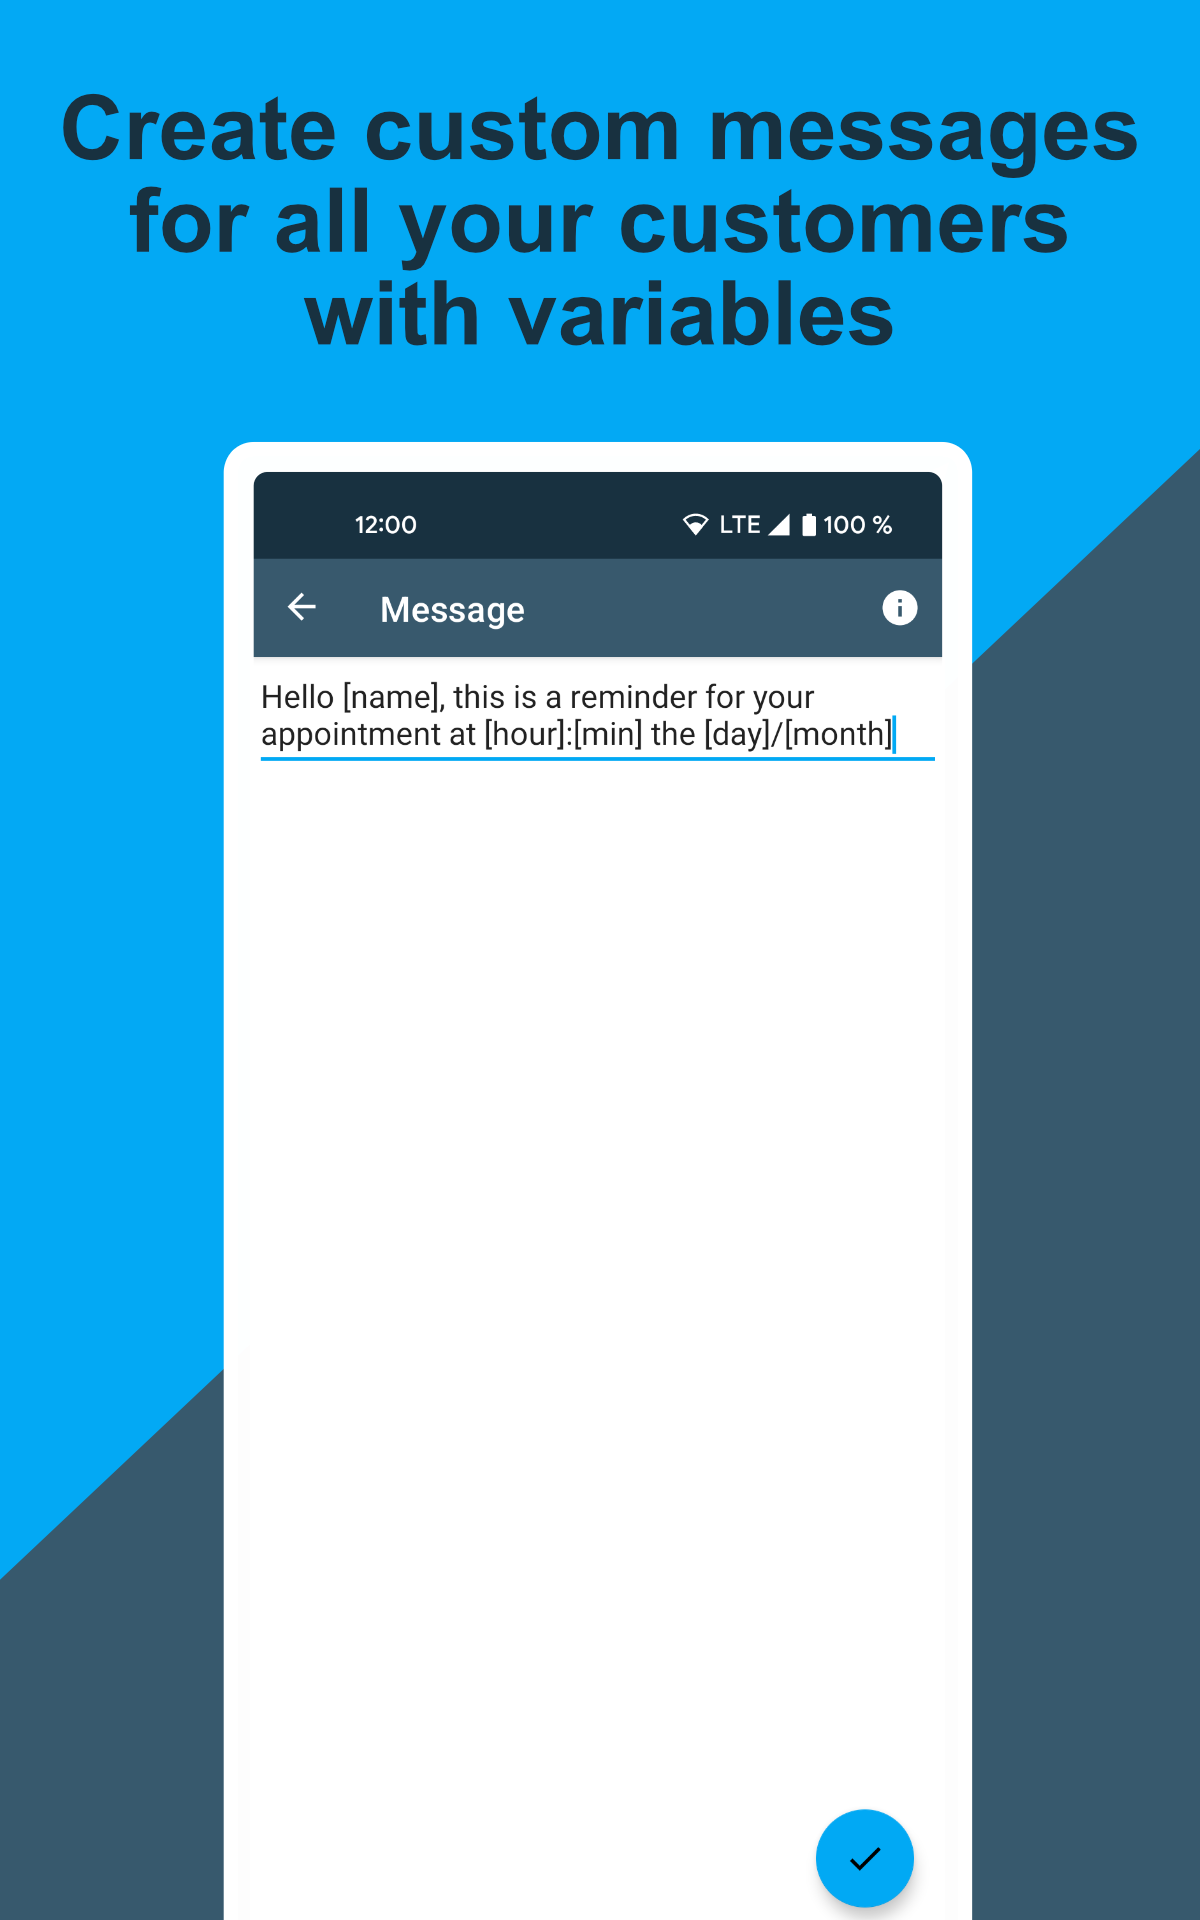 Create custom messages
for all your customers
with variables
12:00 LTE 100 %
Message
Hello [name], this is a reminder for your
appointment at [hour]:[min] the [day]/[month]